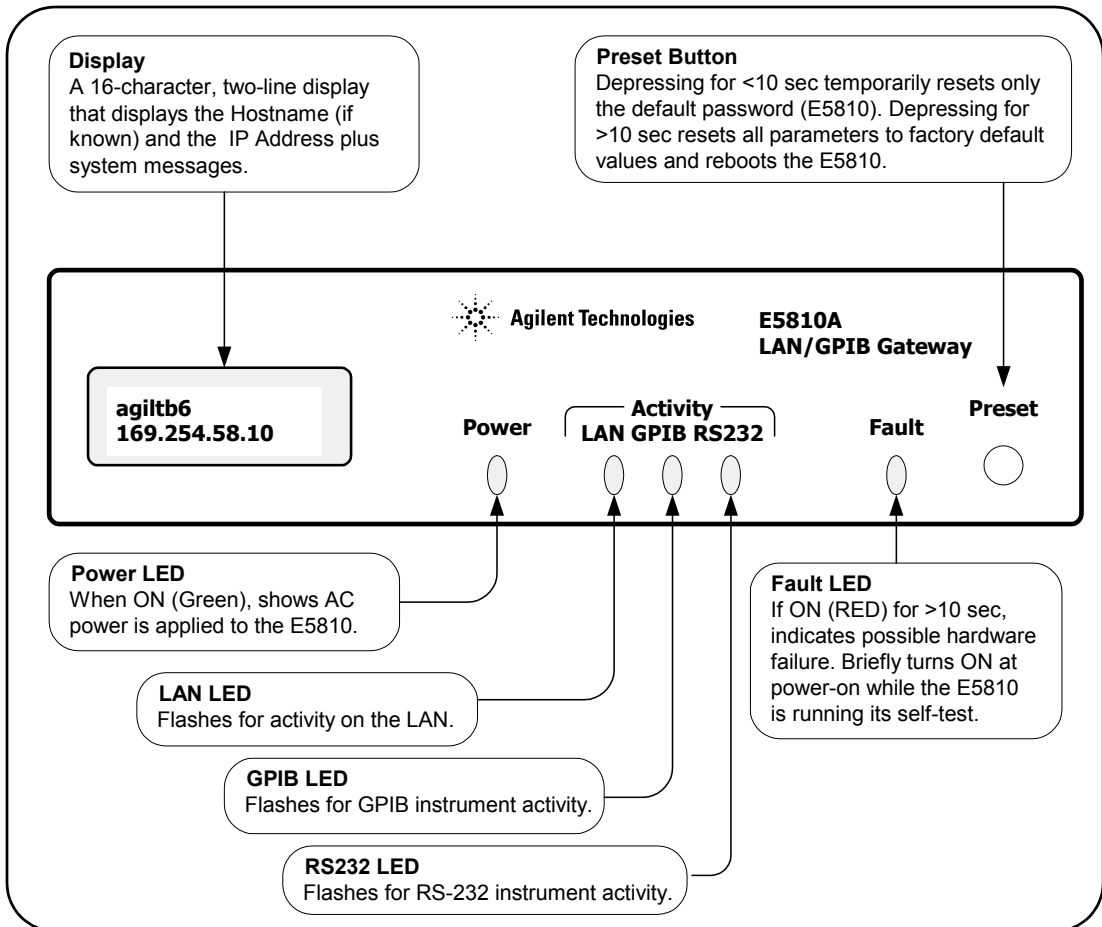 Display
A 16-character, two-line display
that displays the Hostname (if
known) and the IP Address plus
system messages.
Preset Button
Depressing for <10 sec temporarily resets only
the default password (E5810). Depressing for
>10 sec resets all parameters to factory default
values and reboots the E5810.
Agilent Technologies
E5810A
LAN/GPIB Gateway
agiltb6
169.254.58.10
Power
Activity
LAN GPIB RS232
Fault
Preset
Power LED
When ON (Green), shows AC
power is applied to the E5810.
LAN LED
Flashes for activity on the LAN.
GPIB LED
Flashes for GPIB instrument activity.
RS232 LED
Flashes for RS-232 instrument activity.
Fault LED
If ON (RED) for >10 sec,
indicates possible hardware
failure. Briefly turns ON at
power-on while the E5810
is running its self-test.